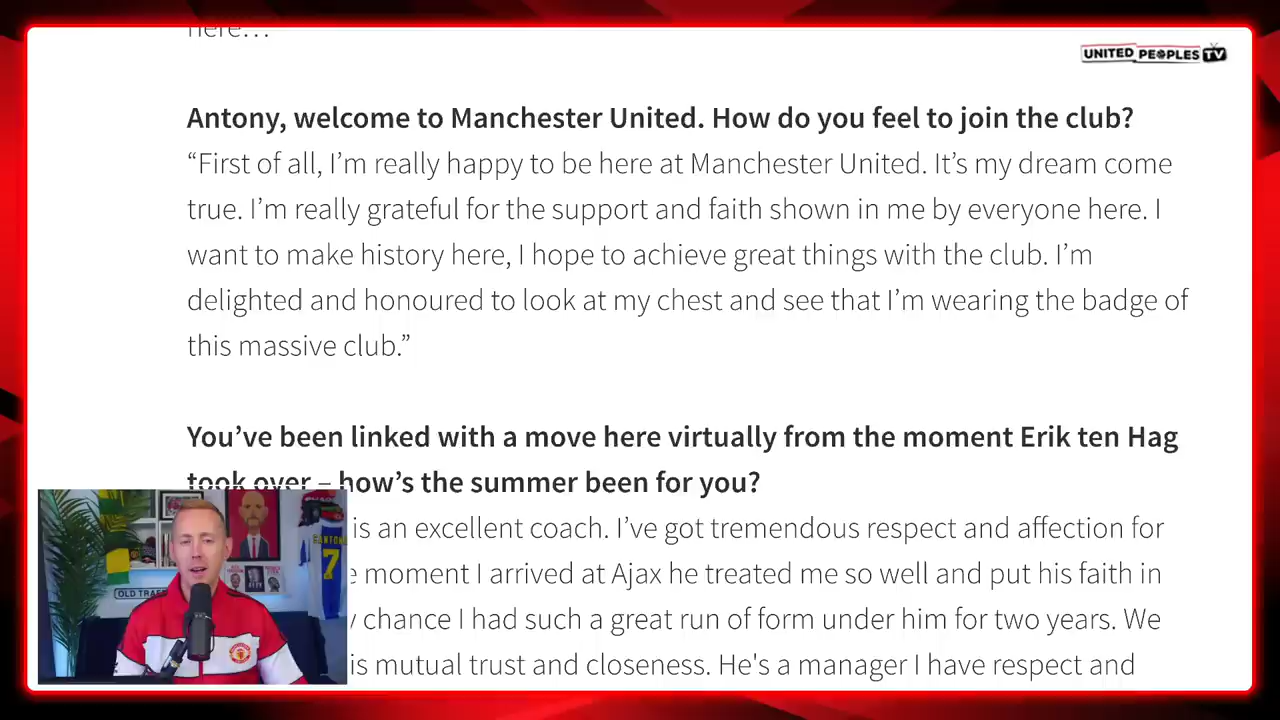 here…
UNITED PEOPLES TV
Antony, welcome to Manchester United. How do you feel to join the club?
“First of all, I’m really happy to be here at Manchester United. It’s my dream come
true. I’m really grateful for the support and faith shown in me by everyone here. I
want to make history here, I hope to achieve great things with the club. I’m
delighted and honoured to look at my chest and see that I’m wearing the badge of
this massive club.”
You’ve been linked with a move here virtually from the moment Erik ten Hag
took over – how’s the summer been for you?
is an excellent coach. I’ve got tremendous respect and affection for
moment I arrived at Ajax he treated me so well and put his faith in
chance I had such a great run of form under him for two years. We
is mutual trust and closeness. He's a manager I have respect and
7